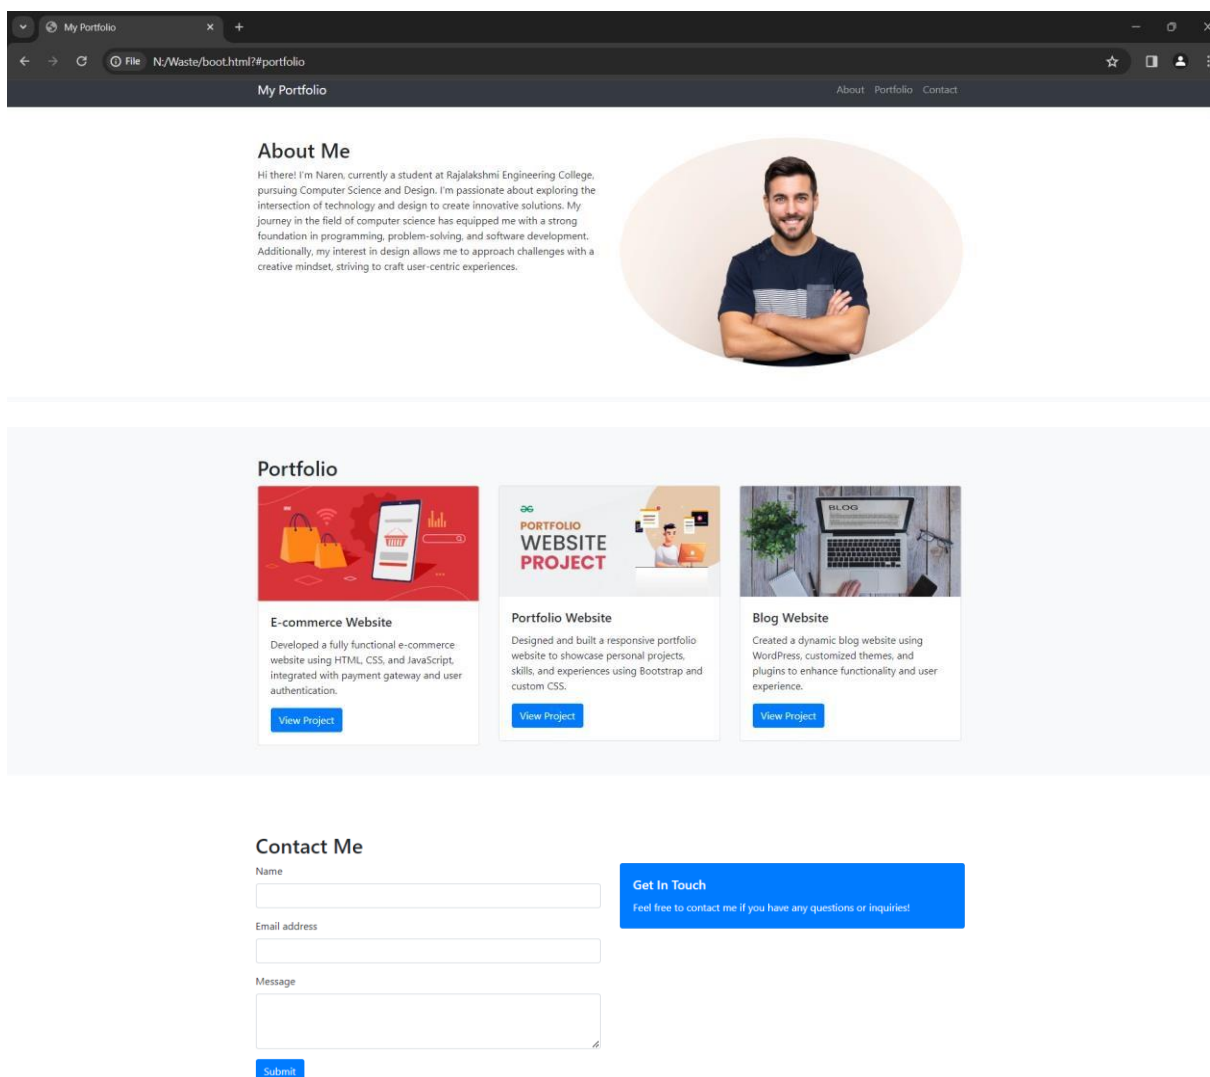 My Portfolio
File N:/Waste/boot.html?#portfolio
My Portfolio
About Portfolio Contact
About Me
Hi there! I'm Naren, currently a student at Rajalakshmi Engineering College,
pursuing Computer Science and Design. I'm passionate about exploring the
intersection of technology and design to create innovative solutions. My
journey in the field of computer science has equipped me with a strong
foundation in programming, problem-solving, and software development.
Additionally, my interest in design allows me to approach challenges with a
creative mindset, striving to craft user-centric experiences.
Portfolio
E-commerce Website
Developed a fully functional e-commerce
website using HTML, CSS, and JavaScript,
integrated with payment gateway and user
authentication.
View Project
PORTFOLIO
WEBSITE
PROJECT
Portfolio Website
Designed and built a responsive portfolio
website to showcase personal projects,
skills, and experiences using Bootstrap and
custom CSS.
View Project
BLOG
Blog Website
Created a dynamic blog website using
WordPress, customized themes, and
plugins to enhance functionality and user
experience.
View Project
Contact Me
Name
Email address
Message
Submit
Get In Touch
Feel free to contact me if you have any questions or inquiries!